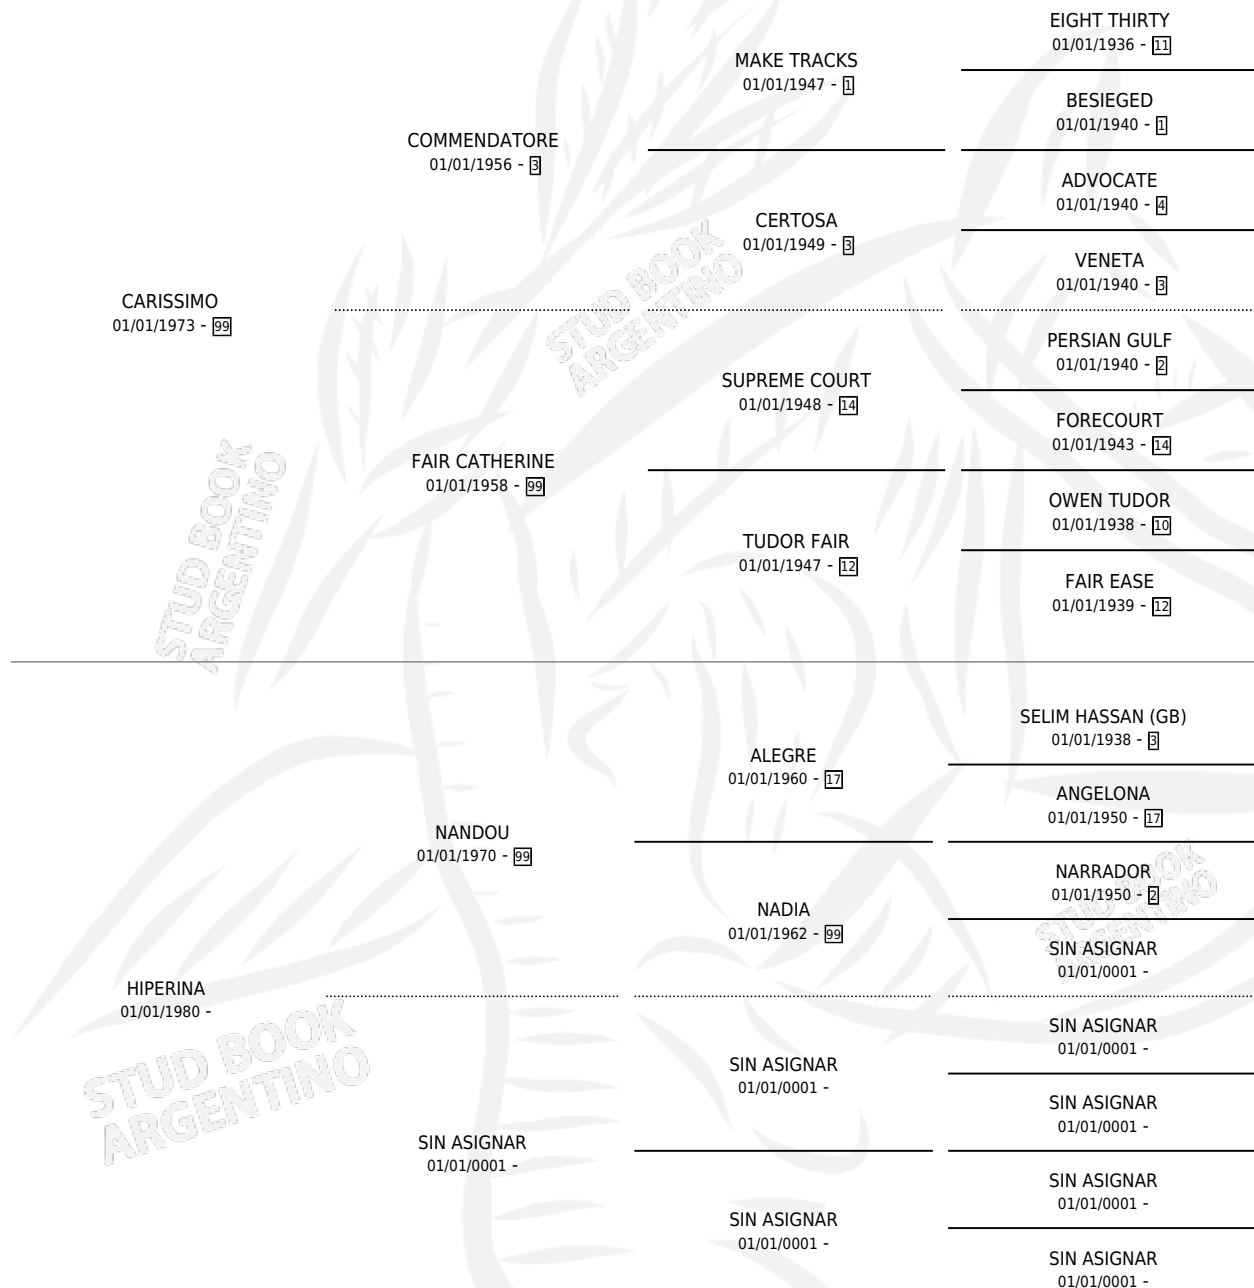 EIGHT THIRTY
01/01/1936 - 11
MAKE TRACKS
01/01/1947 - 1
BESIEGED
01/01/1940 - 1
COMMENDATORE
01/01/1956 - 3
ADVOCATE
01/01/1940 - 4
CERTOSA
01/01/1949 - 3
VENETA
01/01/1940 - 3
CARISSIMO
01/01/1973 - 99
PERSIAN GULF
01/01/1940 - 2
SUPREME COURT
01/01/1948 - 14
FORECOURT
01/01/1943 - 14
FAIR CATHERINE
01/01/1958 - 99
OWEN TUDOR
01/01/1938 - 10
TUDOR FAIR
01/01/1947 - 12
FAIR EASE
01/01/1939 - 12
STUD BOOK
ARGENTINO
STUD BOOK
ARGENTINO
SELIM HASSAN (GB)
01/01/1938 - 3
ALEGRE
01/01/1960 - 17
ANGELONA
01/01/1950 - 17
NANDOU
01/01/1970 - 99
NARRADOR
01/01/1950 - 2
NADIA
01/01/1962 - 99
SIN ASIGNAR
01/01/0001 -
HIPERINA
01/01/1980 -
SIN ASIGNAR
01/01/0001 -
SIN ASIGNAR
01/01/0001 -
SIN ASIGNAR
01/01/0001 -
SIN ASIGNAR
01/01/0001 -
SIN ASIGNAR
01/01/0001 -
SIN ASIGNAR
01/01/0001 -
SIN ASIGNAR
01/01/0001 -
STUD BOOK
ARGENTINO
STUD BOOK
ARGENTINO